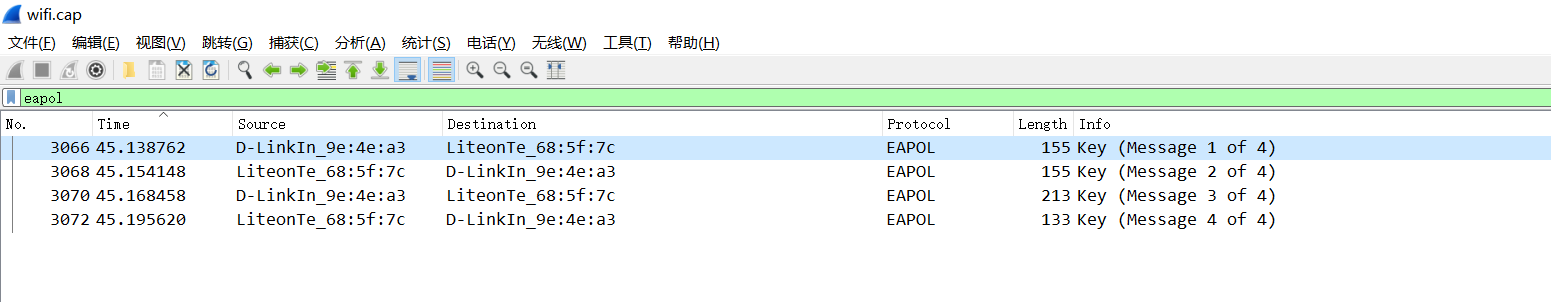 wifi.cap
文件(F) 编辑(E) 视图(V) 跳转(G) 捕获(C) 分析(A) 统计(S) 电话(Y) 无线(W) 工具(T) 帮助(H)
eapol
No. Time Source Destination Protocol Length Info
3066 45.138762 D-LinkIn_9e:4e:a3 LiteonTe_68:5f:7c EAPOL 155 Key (Message 1 of 4)
3068 45.154148 LiteonTe_68:5f:7c D-LinkIn_9e:4e:a3 EAPOL 155 Key (Message 2 of 4)
3070 45.168458 D-LinkIn_9e:4e:a3 LiteonTe_68:5f:7c EAPOL 213 Key (Message 3 of 4)
3072 45.195620 LiteonTe_68:5f:7c D-LinkIn_9e:4e:a3 EAPOL 133 Key (Message 4 of 4)